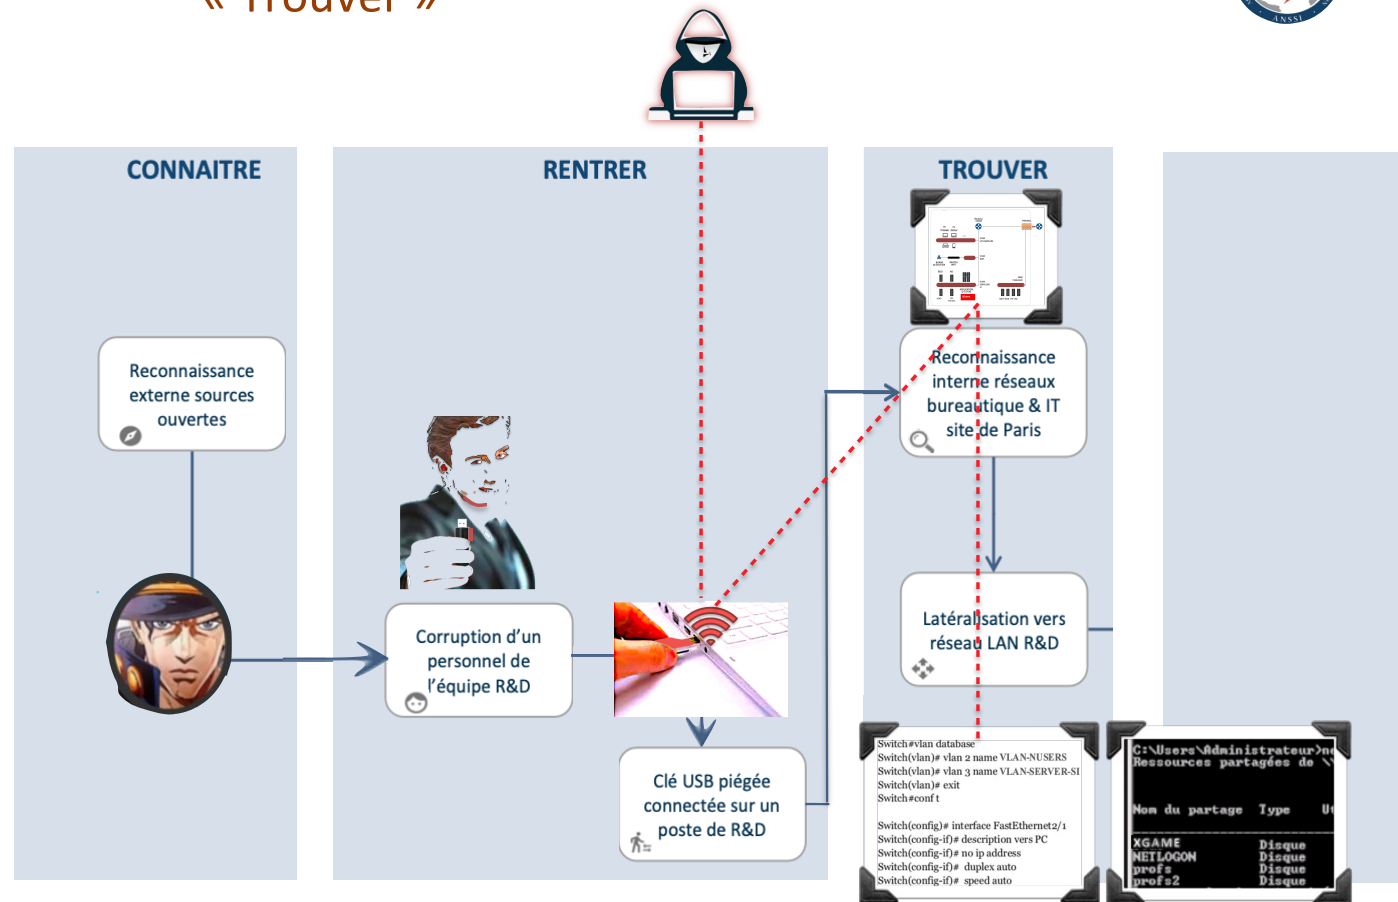 « Trouver »
ANSSI
CONNAITRE
RENTRER
TROUVER
Reconnaissance
externe sources
ouvertes
Corruption d’un
personnel de
l’équipe R&D
Clé USB piégée
connectée sur un
poste de R&D
Reconnaissance
interne réseaux
bureautique & IT
site de Paris
Latéralisation vers
réseau LAN R&D
Switch#vlan database
Switch(vlan)# vlan 2 name VLAN-NUSERS
Switch(vlan)# vlan 3 name VLAN-SERVER-SI
Switch(vlan)# exit
Switch#conf t
Switch(config)# interface FastEthernet2/1
Switch(config-if)# description vers PC
Switch(config-if)# no ip address
Switch(config-if)# duplex auto
Switch(config-if)# speed auto
C:\Users\Administrateur>ne
Ressources partagées de \
Nom du partage Type Ut
XGAME Disque
NETLOGON Disque
profs Disque
profs2 Disque